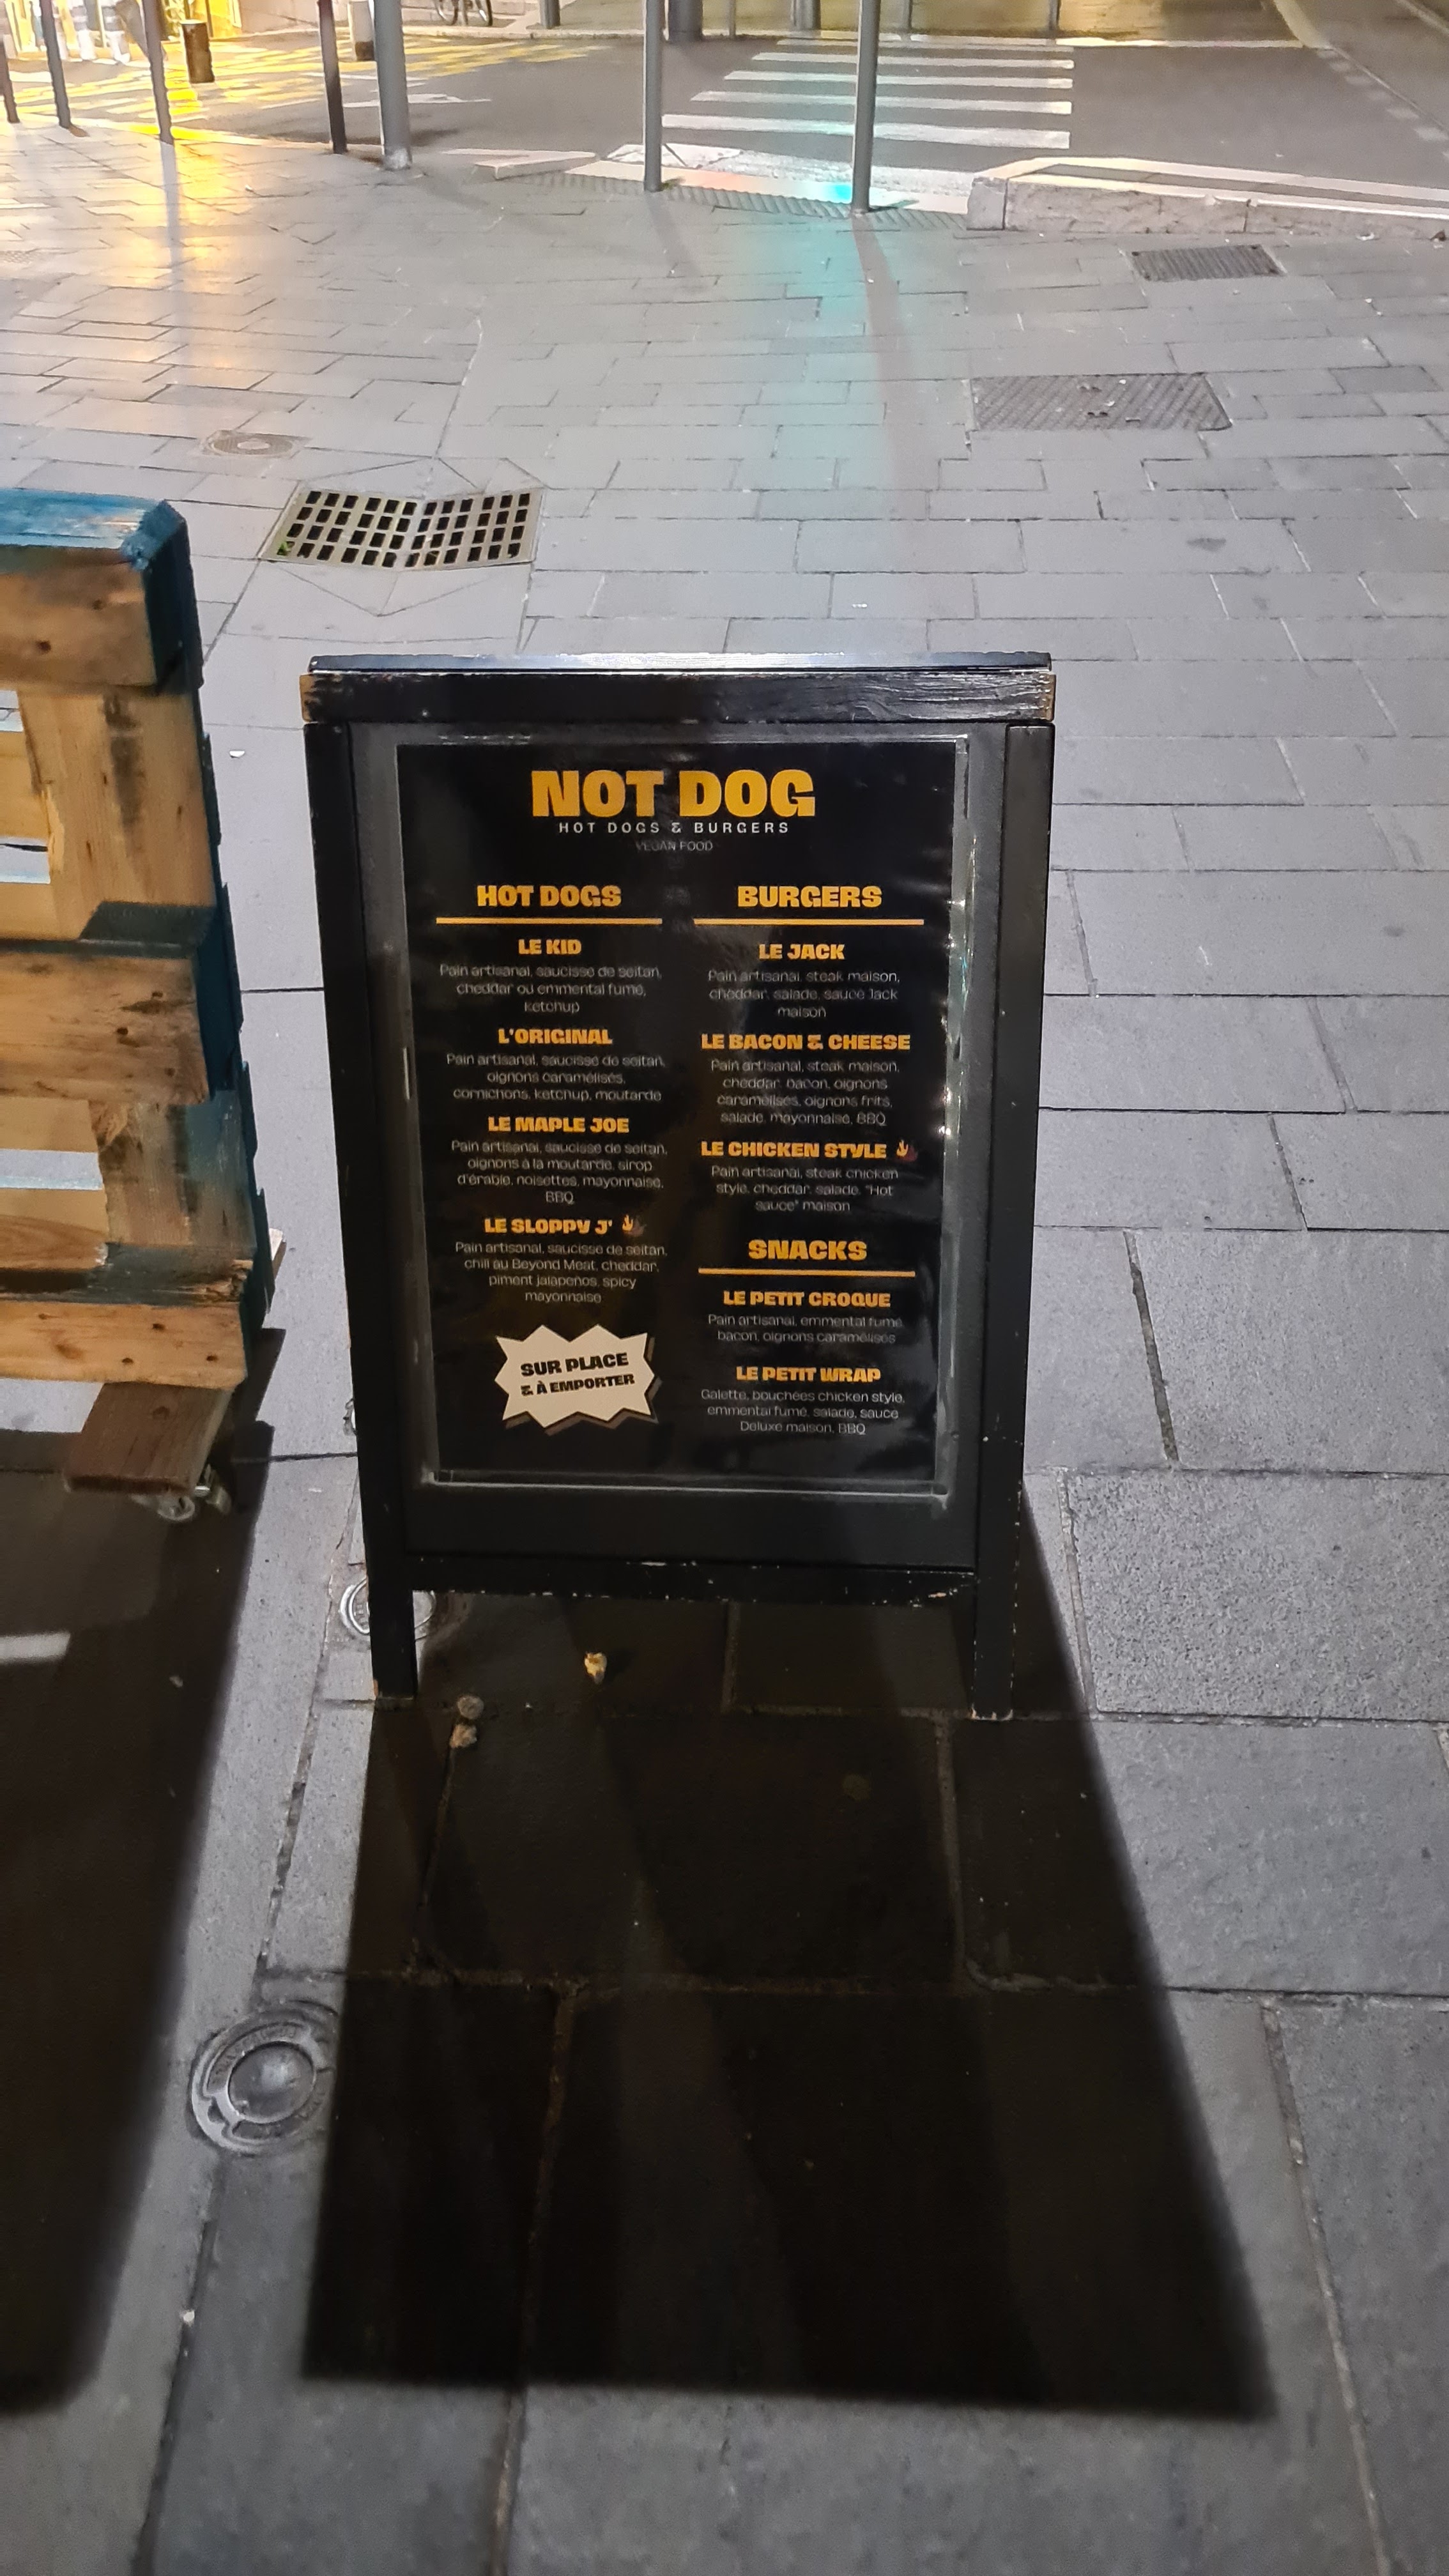 NOT DOG
HOT DOGS & BURGERS
VEGAN FOOD
HOT DOGS
LE KID
Pain artisanal, saucisse de seitan,
cheddar ou emmental fumé,
ketchup
L'ORIGINAL
Pain artisanal, saucisse de seitan,
oignons caramélisés,
cornichons, ketchup, moutarde
LE MAPLE JOE
Pain artisanal, saucisse de seitan,
oignons à la moutarde, sirop
d'érable, noisettes, mayonnaise,
BBQ
LE SLOPPY J'
Pain artisanal, saucisse de seitan,
chili au Beyond Meat, cheddar,
piment jalapeños, spicy
mayonnaise
SUR PLACE
& À EMPORTER
BURGERS
LE JACK
Pain artisanal, steak maison,
cheddar, salade, sauce Jack
maison
LE BACON & CHEESE
Pain artisanal, steak maison,
cheddar, bacon, oignons
caramélisés, oignons frits,
salade, mayonnaise, BBQ
LE CHICKEN STYLE
Pain artisanal, steak chicken
style, cheddar, salade, "Hot
sauce" maison
SNACKS
LE PETIT CROQUE
Pain artisanal, emmental fumé,
bacon, oignons caramélisés
LE PETIT WRAP
Galette, bouchées chicken style,
emmental fumé, salade, sauce
Deluxe maison, BBQ